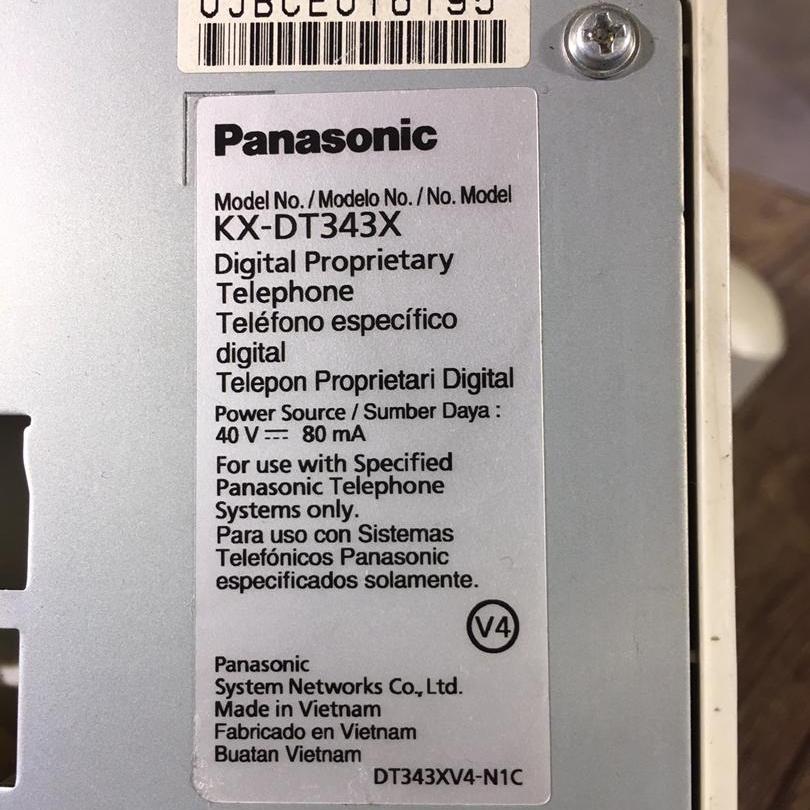 0JBCE016195
Panasonic
Model No. / Modelo No. / No. Model
KX-DT343X
Digital Proprietary
Telephone
Teléfono específico
digital
Telepon Proprietari Digital
Power Source / Sumber Daya :
40 V ⎓ 80 mA
For use with Specified
Panasonic Telephone
Systems only.
Para uso con Sistemas
Telefónicos Panasonic
especificados solamente.
V4
Panasonic
System Networks Co., Ltd.
Made in Vietnam
Fabricado en Vietnam
Buatan Vietnam
DT343XV4-N1C